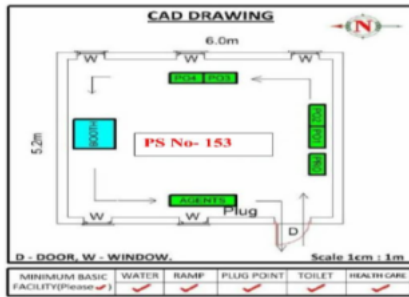 CAD DRAWING
N
6.0m
W W W
PO4 PO3
5.2m
BOOTH
PS No- 153
PO2
PO1
PRO
AGENTS
Plug
W W
D
D - DOOR, W - WINDOW. Scale 1cm : 1m
MINIMUM BASIC FACILITY(Please ✓) WATER RAMP PLUG POINT TOILET HEALTH CARE
✓ ✓ ✓ ✓ ✓